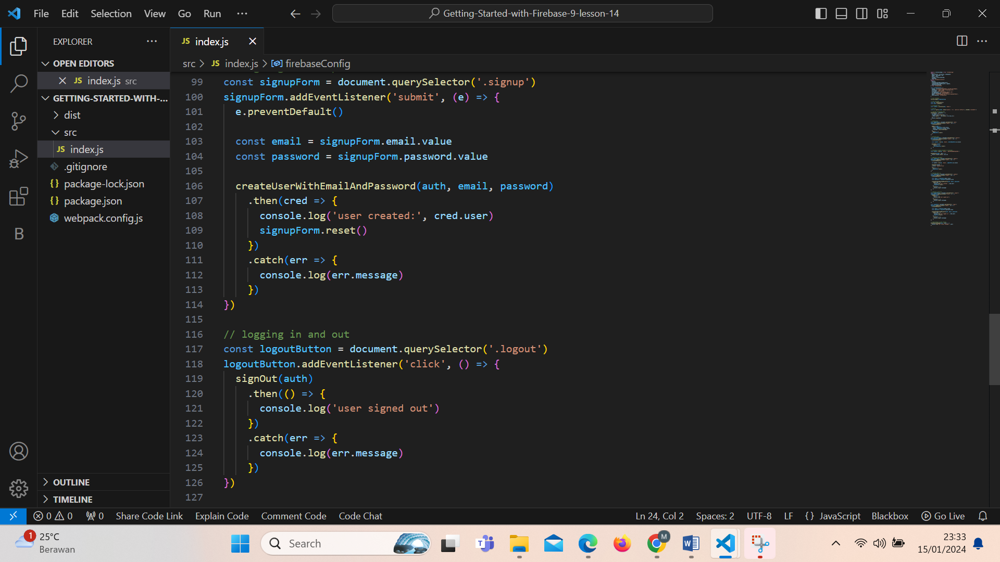 File Edit Selection View Go Run ···
Getting-Started-with-Firebase-9-lesson-14
EXPLORER
OPEN EDITORS
JS index.js src
GETTING-STARTED-WITH-...
dist
src
JS index.js
.gitignore
{} package-lock.json
{} package.json
webpack.config.js
B
OUTLINE
TIMELINE
JS index.js
src > JS index.js > firebaseConfig
99 const signupForm = document.querySelector('.signup')
100 signupForm.addEventListener('submit', (e) => {
101 e.preventDefault()
102
103 const email = signupForm.email.value
104 const password = signupForm.password.value
105
106 createUserWithEmailAndPassword(auth, email, password)
107 .then(cred => {
108 console.log('user created:', cred.user)
109 signupForm.reset()
110 })
111 .catch(err => {
112 console.log(err.message)
113 })
114 })
115
116 // logging in and out
117 const logoutButton = document.querySelector('.logout')
118 logoutButton.addEventListener('click', () => {
119 signOut(auth)
120 .then(() => {
121 console.log('user signed out')
122 })
123 .catch(err => {
124 console.log(err.message)
125 })
126 })
127
0 0 0 Share Code Link Explain Code Comment Code Code Chat Ln 24, Col 2 Spaces: 2 UTF-8 LF {} JavaScript Blackbox Go Live
1 25°C
Berawan
Search
T
M
W
23:33
15/01/2024